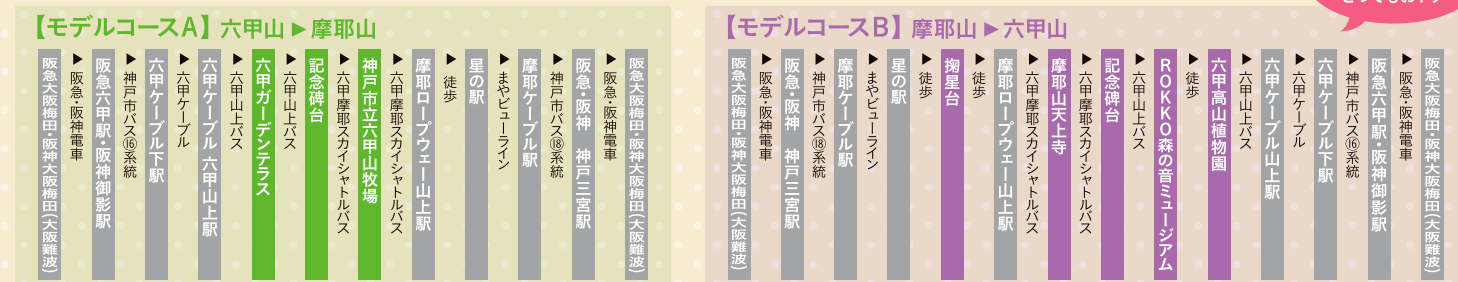 【モデルコースA】六甲山▶摩耶山
阪急大阪梅田・阪神大阪梅田(大阪難波)
▶阪急・阪神電車
阪急六甲駅・阪神御影駅
▶神戸市バス⑯系統
六甲ケーブル下駅
▶六甲ケーブル
六甲ケーブル 六甲山上駅
▶六甲山上バス
六甲ガーデンテラス
▶六甲山上バス
記念碑台
▶六甲摩耶スカイシャトルバス
神戸市立六甲山牧場
▶六甲摩耶スカイシャトルバス
摩耶ロープウェー山上駅
▶徒歩
星の駅
▶まやビューライン
摩耶ケーブル駅
▶神戸市バス⑱系統
阪急・阪神 神戸三宮駅
▶阪急・阪神電車
阪急大阪梅田・阪神大阪梅田(大阪難波)
【モデルコースB】摩耶山▶六甲山
阪急大阪梅田・阪神大阪梅田(大阪難波)
▶阪急・阪神電車
阪急・阪神 神戸三宮駅
▶神戸市バス⑱系統
摩耶ケーブル駅
▶まやビューライン
星の駅
▶徒歩
掬星台
▶徒歩
摩耶ロープウェー山上駅
▶六甲摩耶スカイシャトルバス
摩耶山天上寺
▶六甲摩耶スカイシャトルバス
記念碑台
▶六甲山上バス
ROKKO森の音ミュージアム
▶徒歩
六甲高山植物園
▶六甲山上バス
六甲ケーブル山上駅
▶六甲ケーブル
六甲ケーブル下駅
▶神戸市バス⑯系統
阪急六甲駅・阪神御影駅
▶阪急・阪神電車
阪急大阪梅田・阪神大阪梅田(大阪難波)